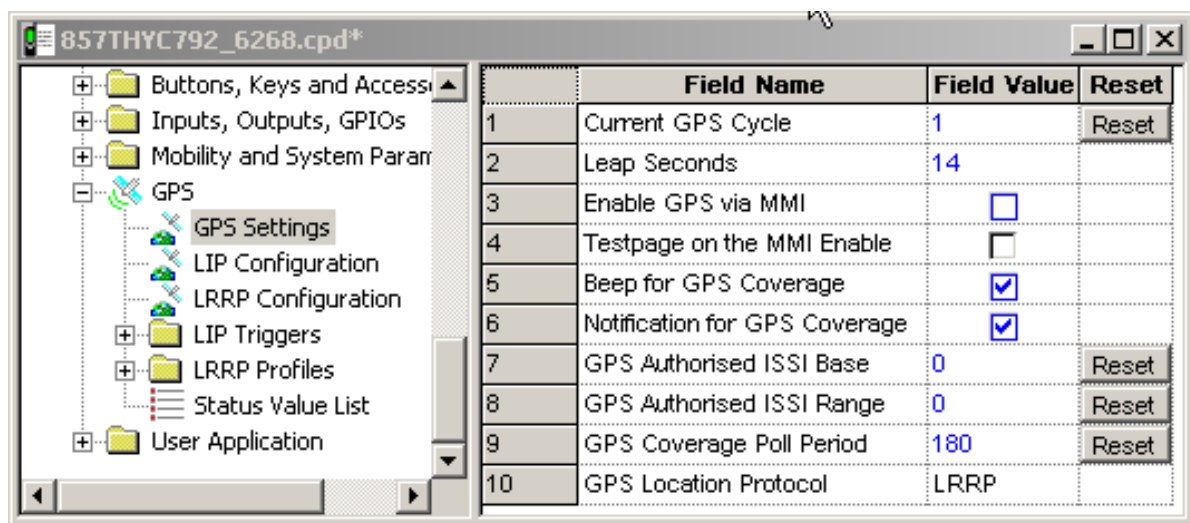 857THYC792_6268.cpd*
Buttons, Keys and Access
Inputs, Outputs, GPIOs
Mobility and System Param
GPS
GPS Settings
LIP Configuration
LRRP Configuration
LIP Triggers
LRRP Profiles
Status Value List
User Application
Field Name Field Value Reset
1 Current GPS Cycle 1 Reset
2 Leap Seconds 14
3 Enable GPS via MMI
4 Testpage on the MMI Enable
5 Beep for GPS Coverage
6 Notification for GPS Coverage
7 GPS Authorised ISSI Base 0 Reset
8 GPS Authorised ISSI Range 0 Reset
9 GPS Coverage Poll Period 180 Reset
10 GPS Location Protocol LRRP